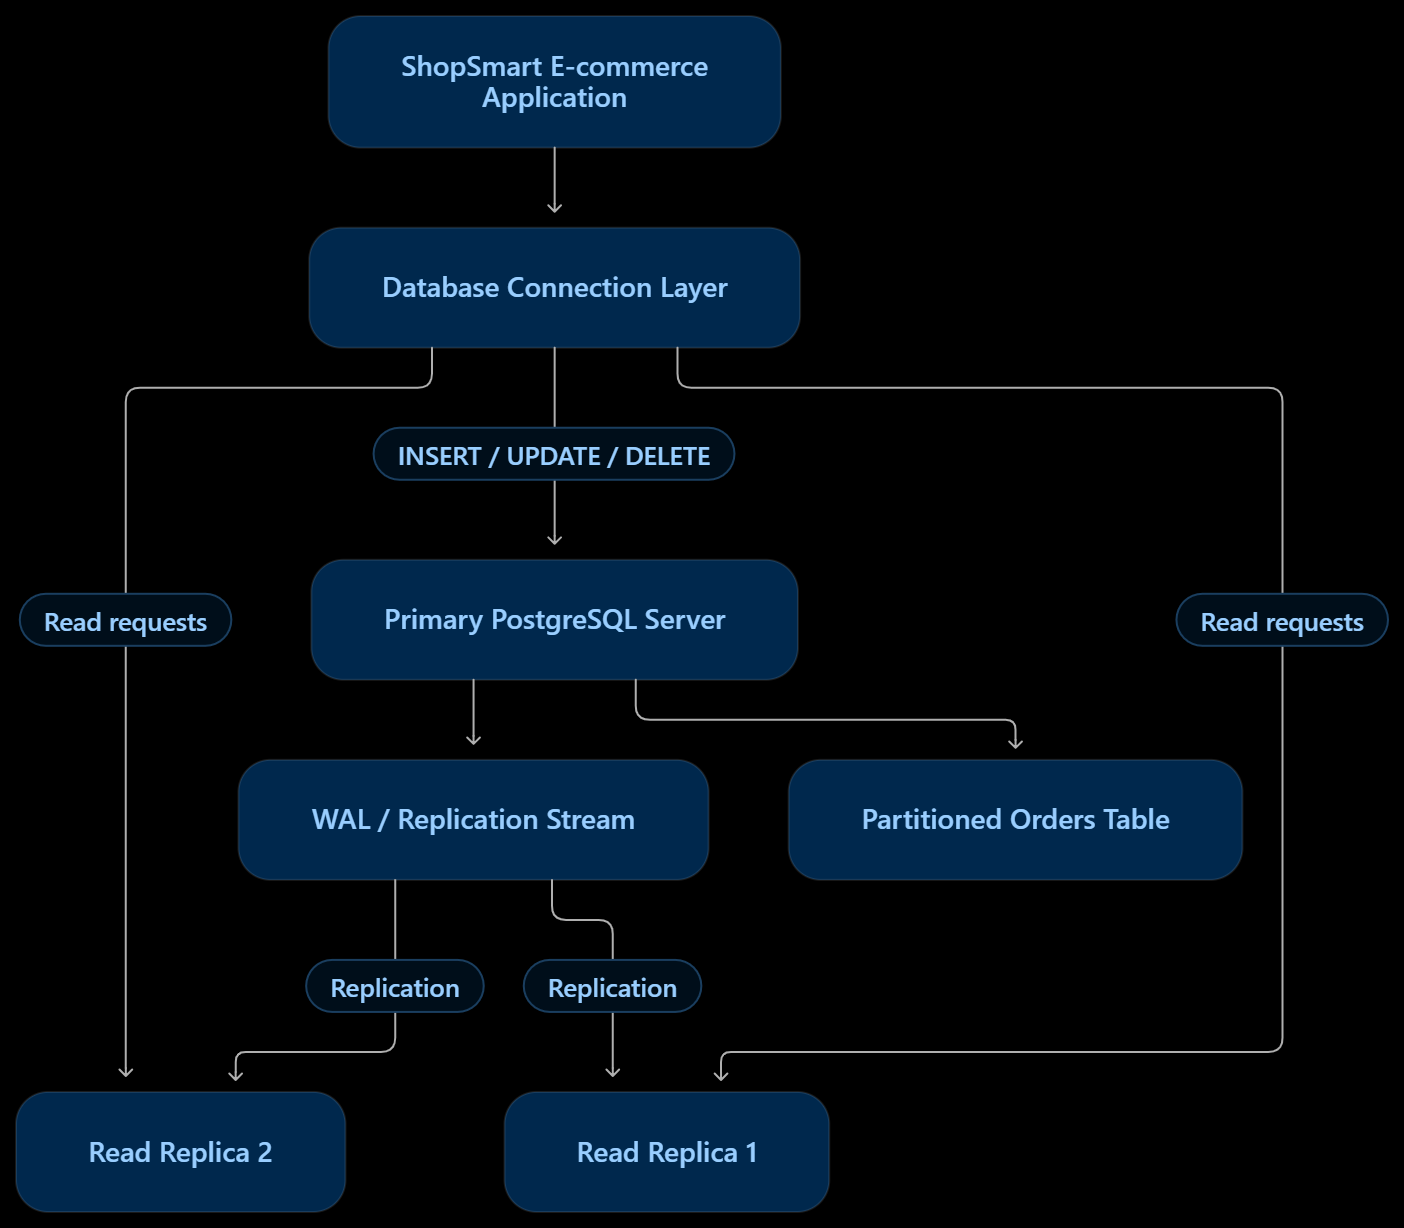 ShopSmart E-commerce
Application
Database Connection Layer
INSERT / UPDATE / DELETE
Primary PostgreSQL Server
Read requests
Read requests
WAL / Replication Stream
Partitioned Orders Table
Replication
Replication
Read Replica 2
Read Replica 1